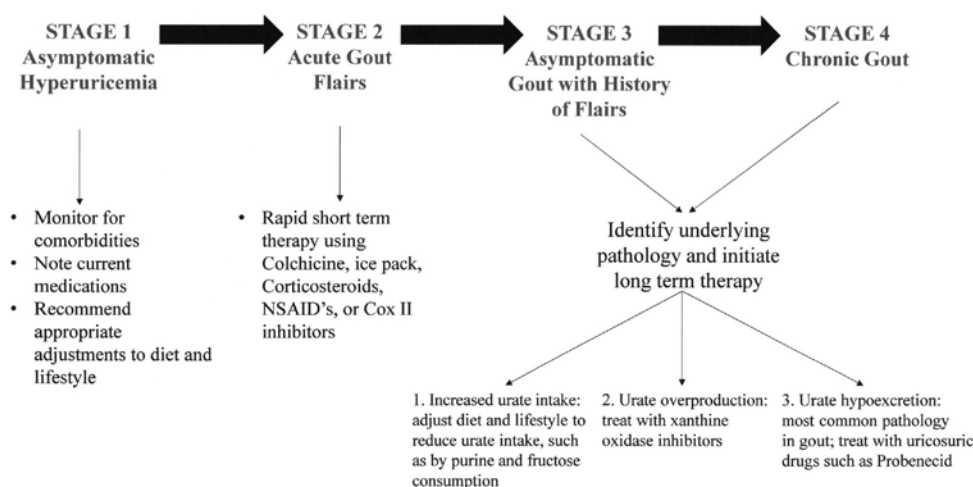 STAGE 1
Asymptomatic
Hyperuricemia
STAGE 2
Acute Gout
Flairs
STAGE 3
Asymptomatic
Gout with History
of Flairs
STAGE 4
Chronic Gout
• Monitor for
comorbidities
• Note current
medications
• Recommend
appropriate
adjustments to diet and
lifestyle
• Rapid short term
therapy using
Colchicine, ice pack,
Corticosteroids,
NSAID's, or Cox II
inhibitors
Identify underlying
pathology and initiate
long term therapy
1. Increased urate intake:
adjust diet and lifestyle to
reduce urate intake, such
as by purine and fructose
consumption
2. Urate overproduction:
treat with xanthine
oxidase inhibitors
3. Urate hypoexcretion:
most common pathology
in gout; treat with uricosuric
drugs such as Probenecid